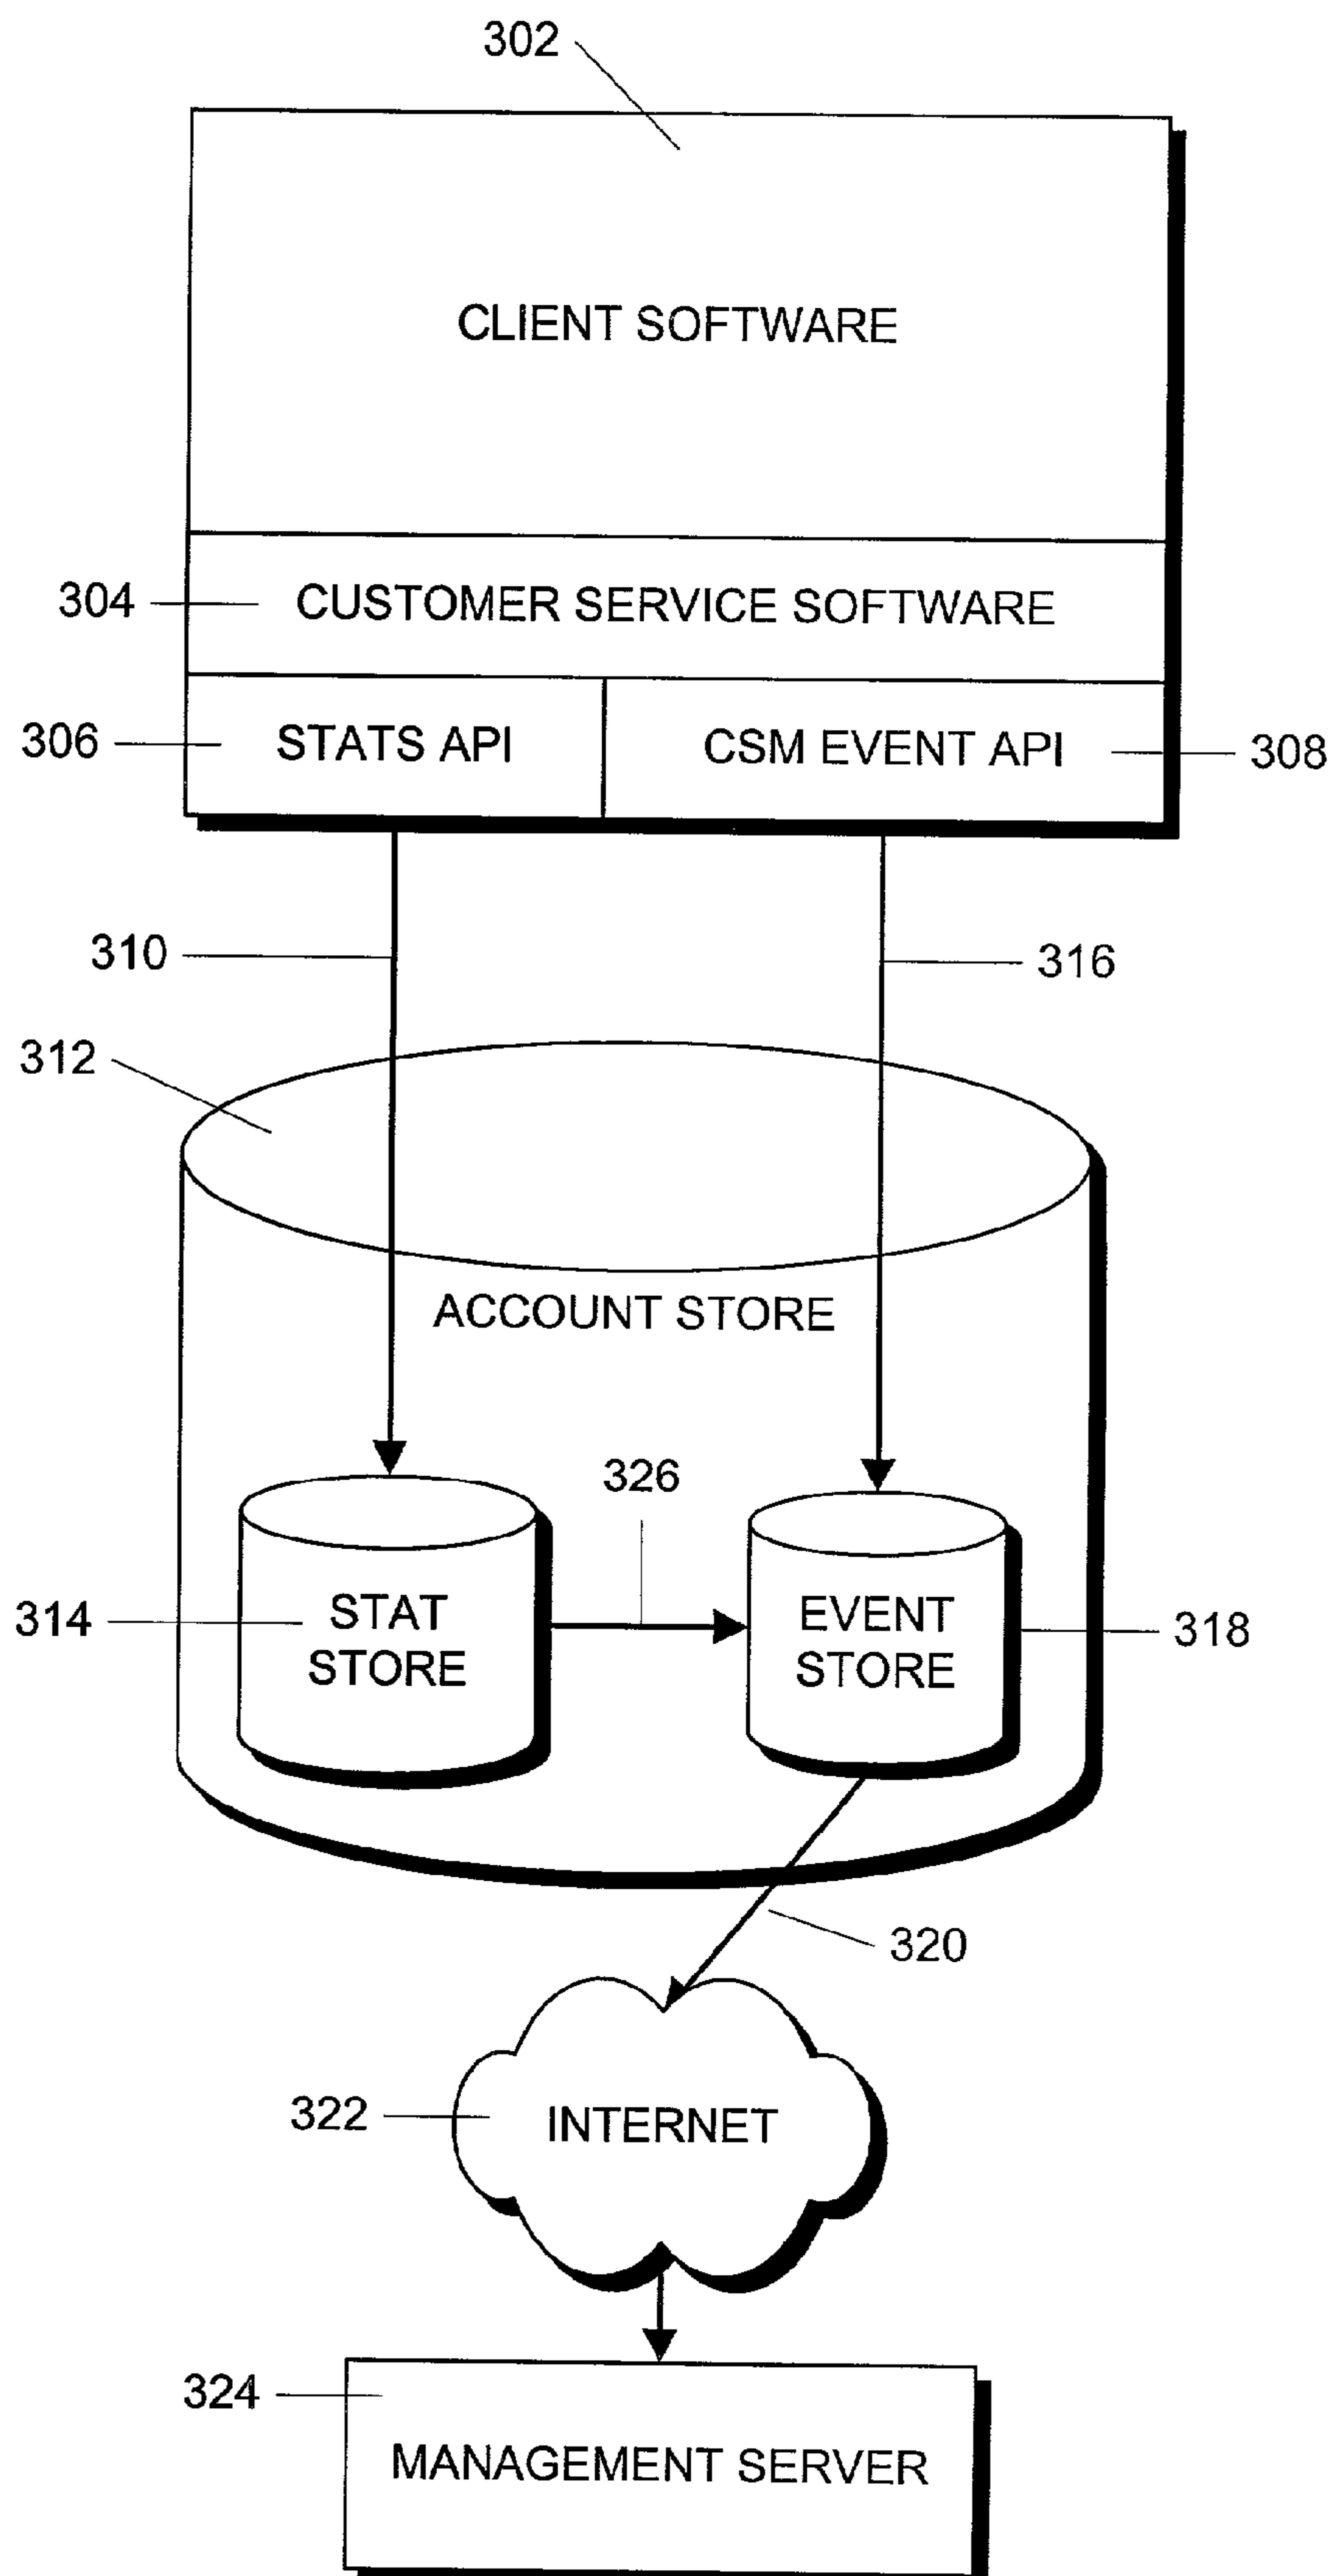 302
CLIENT SOFTWARE
304
CUSTOMER SERVICE SOFTWARE
306
STATS API
CSM EVENT API
308
310
316
312
ACCOUNT STORE
326
314
STAT
STORE
EVENT
STORE
318
320
322
INTERNET
324
MANAGEMENT SERVER